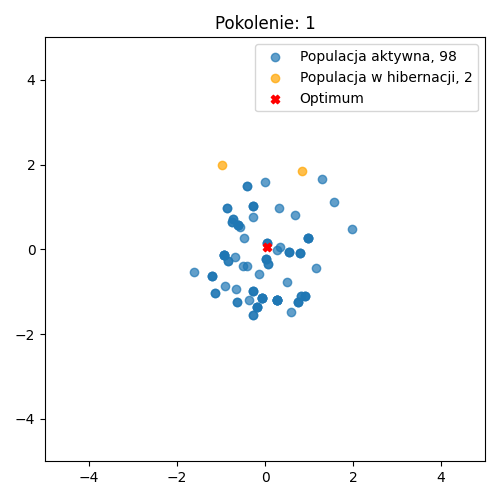 Pokolenie: 1
Populacja aktywna, 98
Populacja w hibernacji, 2
Optimum
4
2
0
−2
−4
−4 −2 0 2 4